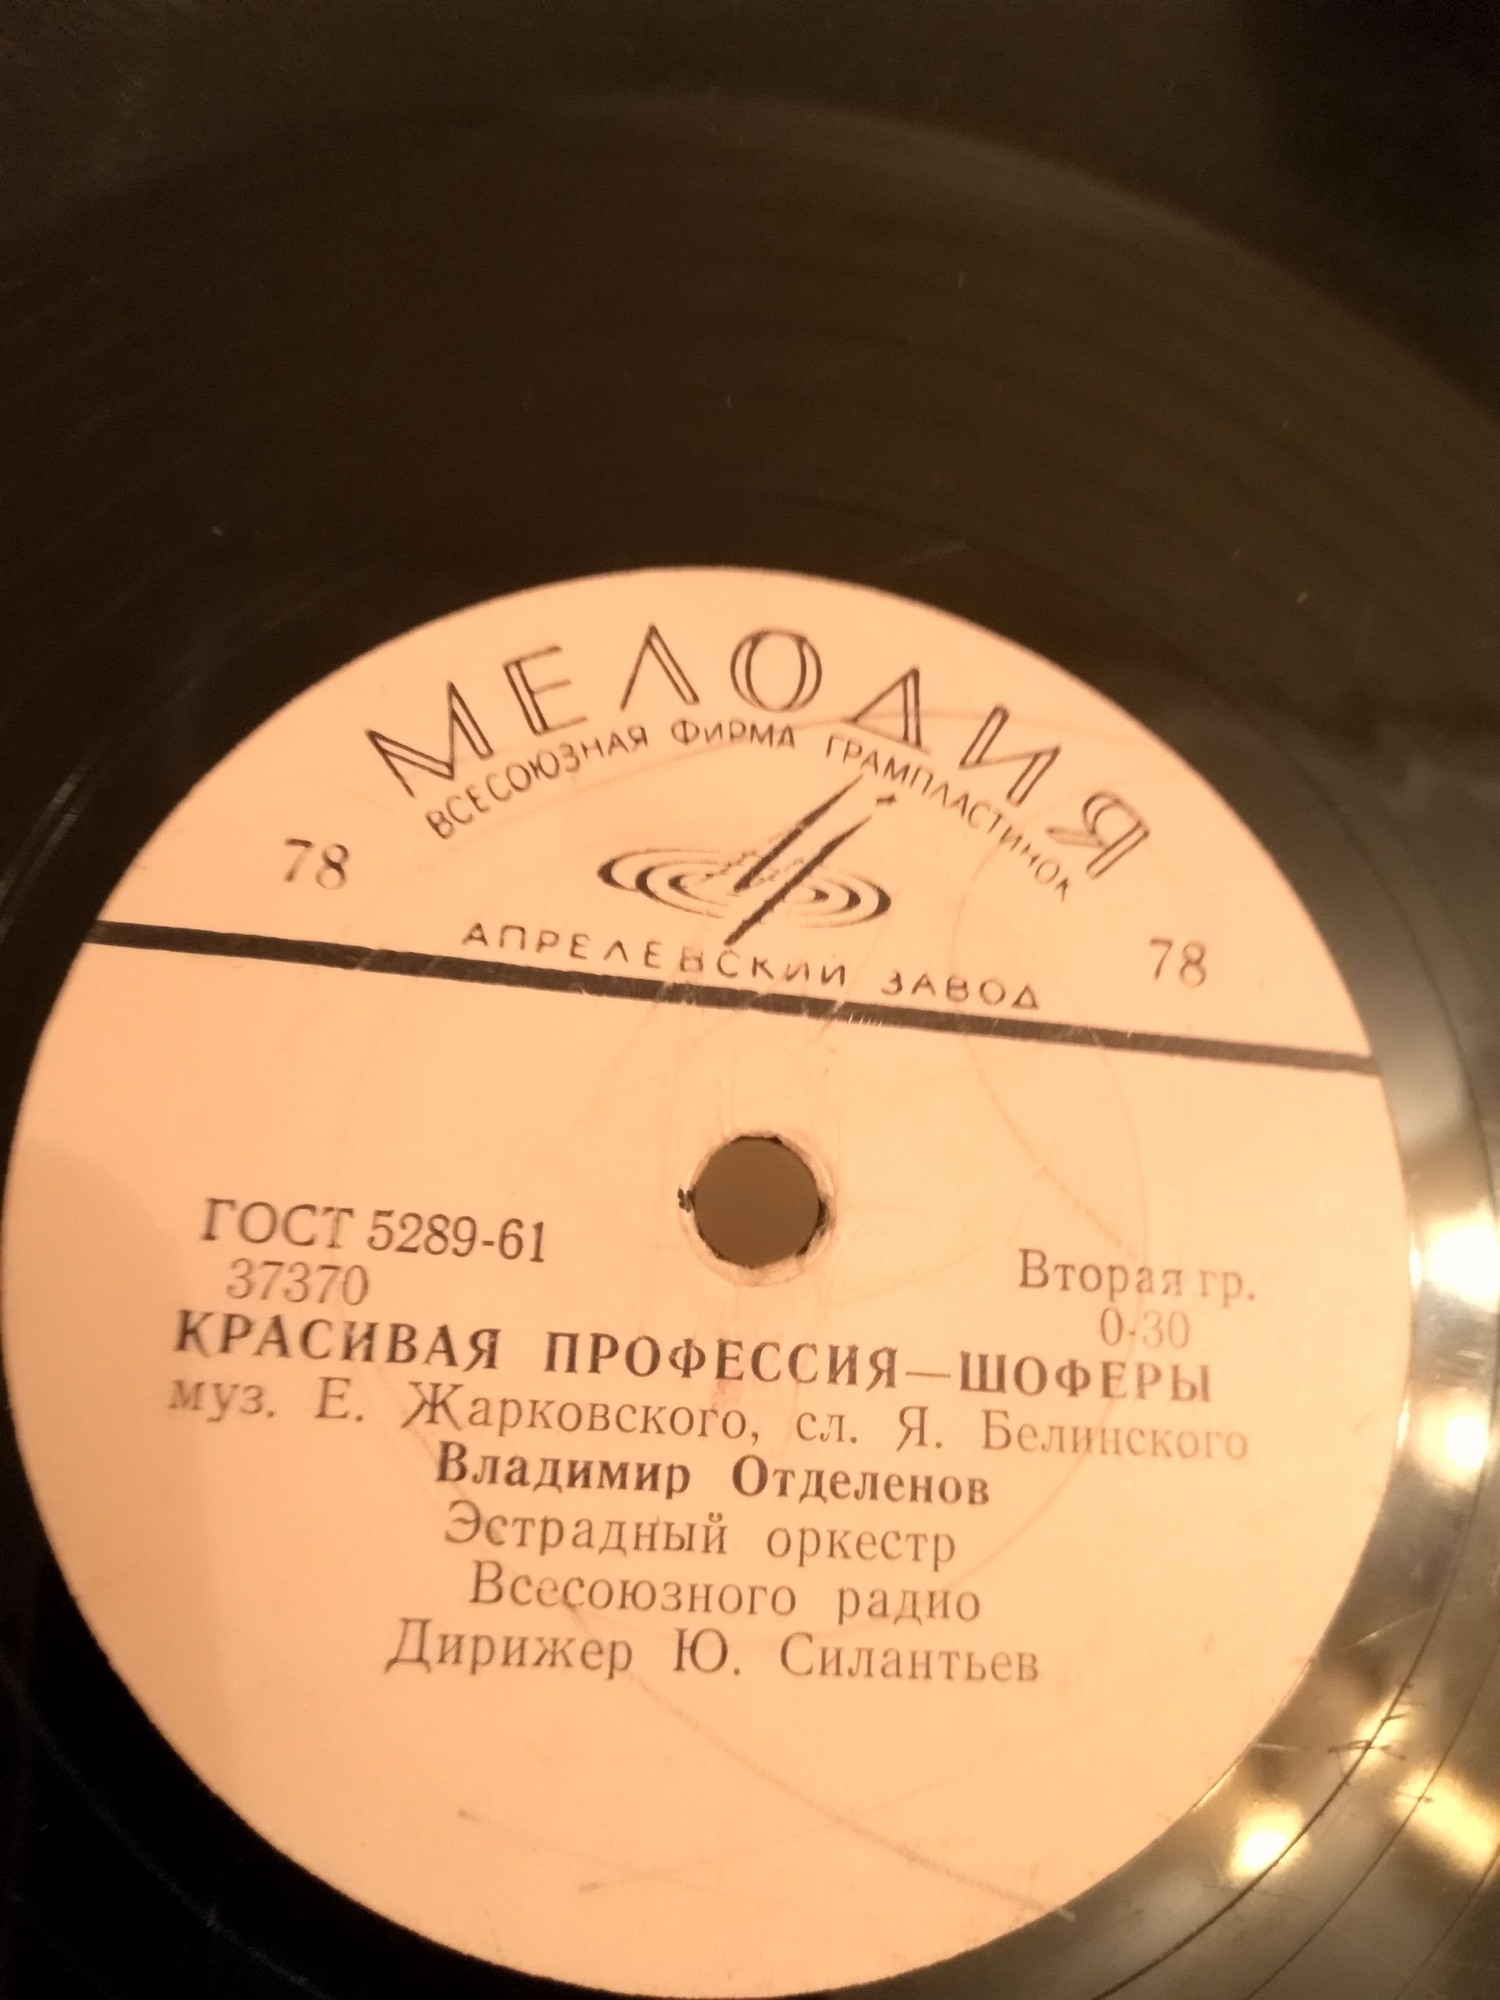 МЕЛОДИЯ
ВСЕСОЮЗНАЯ ФИРМА ГРАМПЛАСТИНОК
78 78
АПРЕЛЕВСКИЙ ЗАВОД
ГОСТ 5289-61
37370
Вторая гр.
0-30
КРАСИВАЯ ПРОФЕССИЯ—ШОФЕРЫ
муз. Е. Жарковского, сл. Я. Белинского
Владимир Отделенов
Эстрадный оркестр
Всесоюзного радио
Дирижер Ю. Силантьев